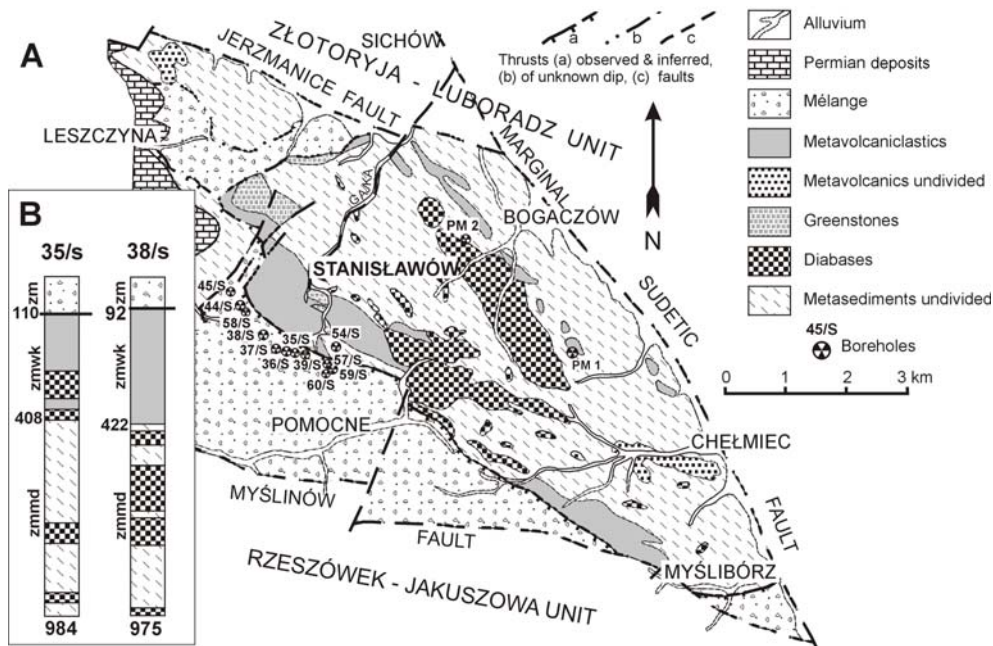 A
ZŁOTORYJA - LUBORADZ UNIT
SICHÓW
JERZMANICE FAULT
LESZCZYNA
GAJKA
MARGINAL
SUDETIC
FAULT
BOGACZÓW
PM 2
STANISŁAWÓW
45/S
44/S
58/S
38/S
37/S
36/S
35/S
39/S
54/S
57/S
59/S
60/S
PM 1
POMOCNE
CHEŁMIEC
MYŚLINÓW
FAULT
MYŚLIBÓRZ
RZESZÓWEK - JAKUSZOWA UNIT
a
b
c
Thrusts (a) observed & inferred,
(b) of unknown dip, (c) faults
N
Alluvium
Permian deposits
Mélange
Metavolcaniclastics
Metavolcanics undivided
Greenstones
Diabases
Metasediments undivided
45/S
Boreholes
0 1 2 3 km
B
35/s 38/s
zm zm
110 92
zmwk zmwk
408 422
zmmd zmmd
984 975